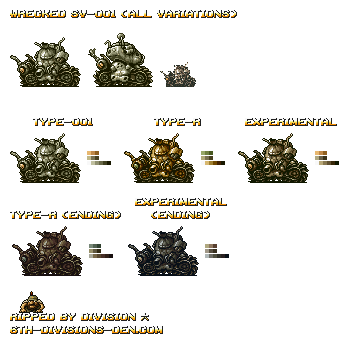 WRECKED SV-001 (ALL VARIATIONS)
TYPE-001 TYPE-R EXPERIMENTAL
TYPE-R (ENDING) EXPERIMENTAL (ENDING)
RIPPED BY DIVISION 六
6TH-DIVISIONS-DEN.COM